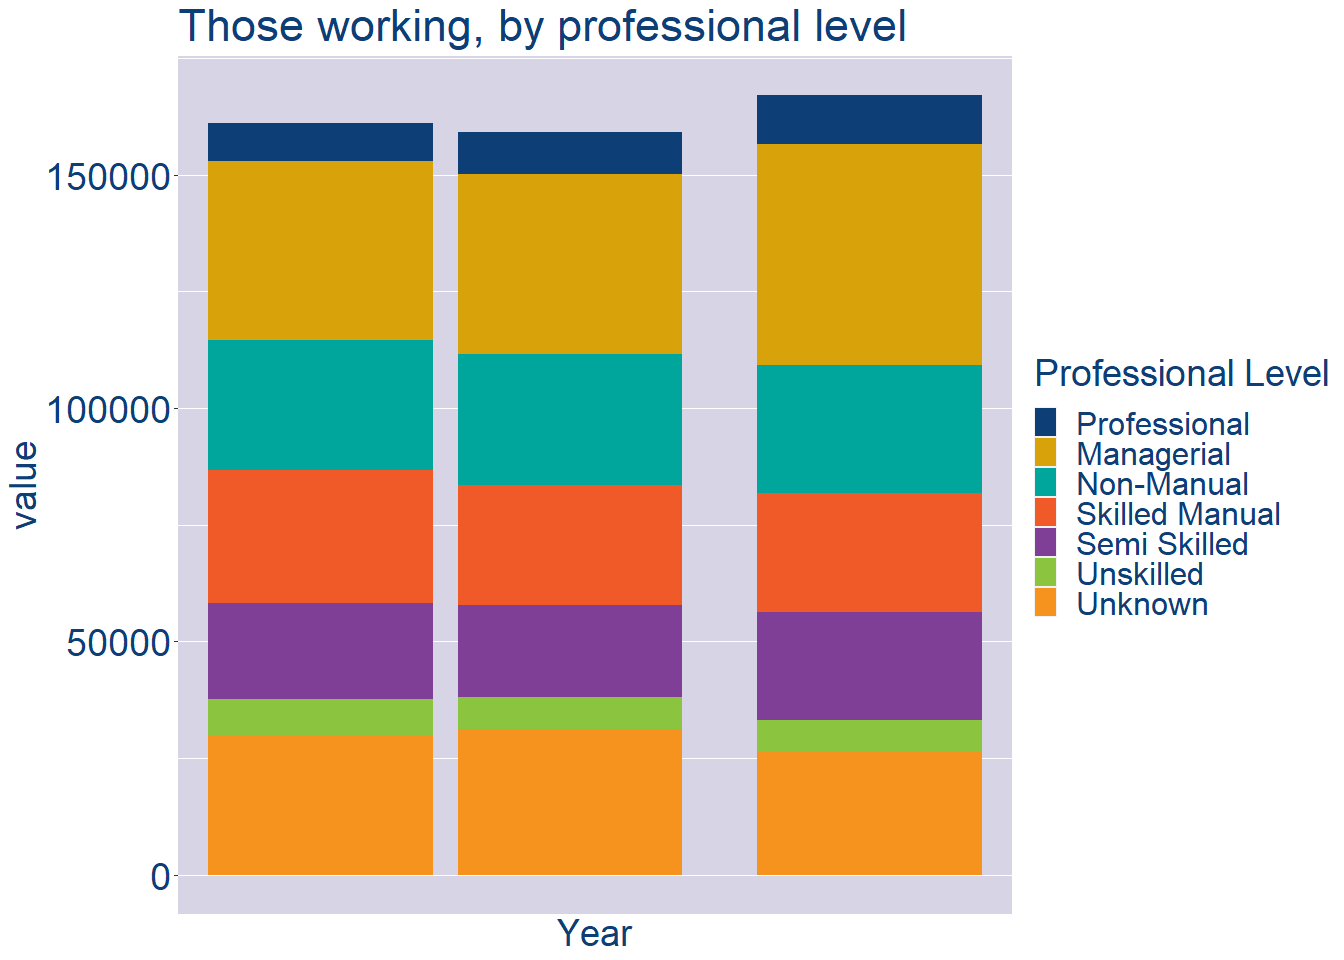 Those working, by professional level
150000
100000
50000
0
value
Year
Professional Level
Professional
Managerial
Non-Manual
Skilled Manual
Semi Skilled
Unskilled
Unknown